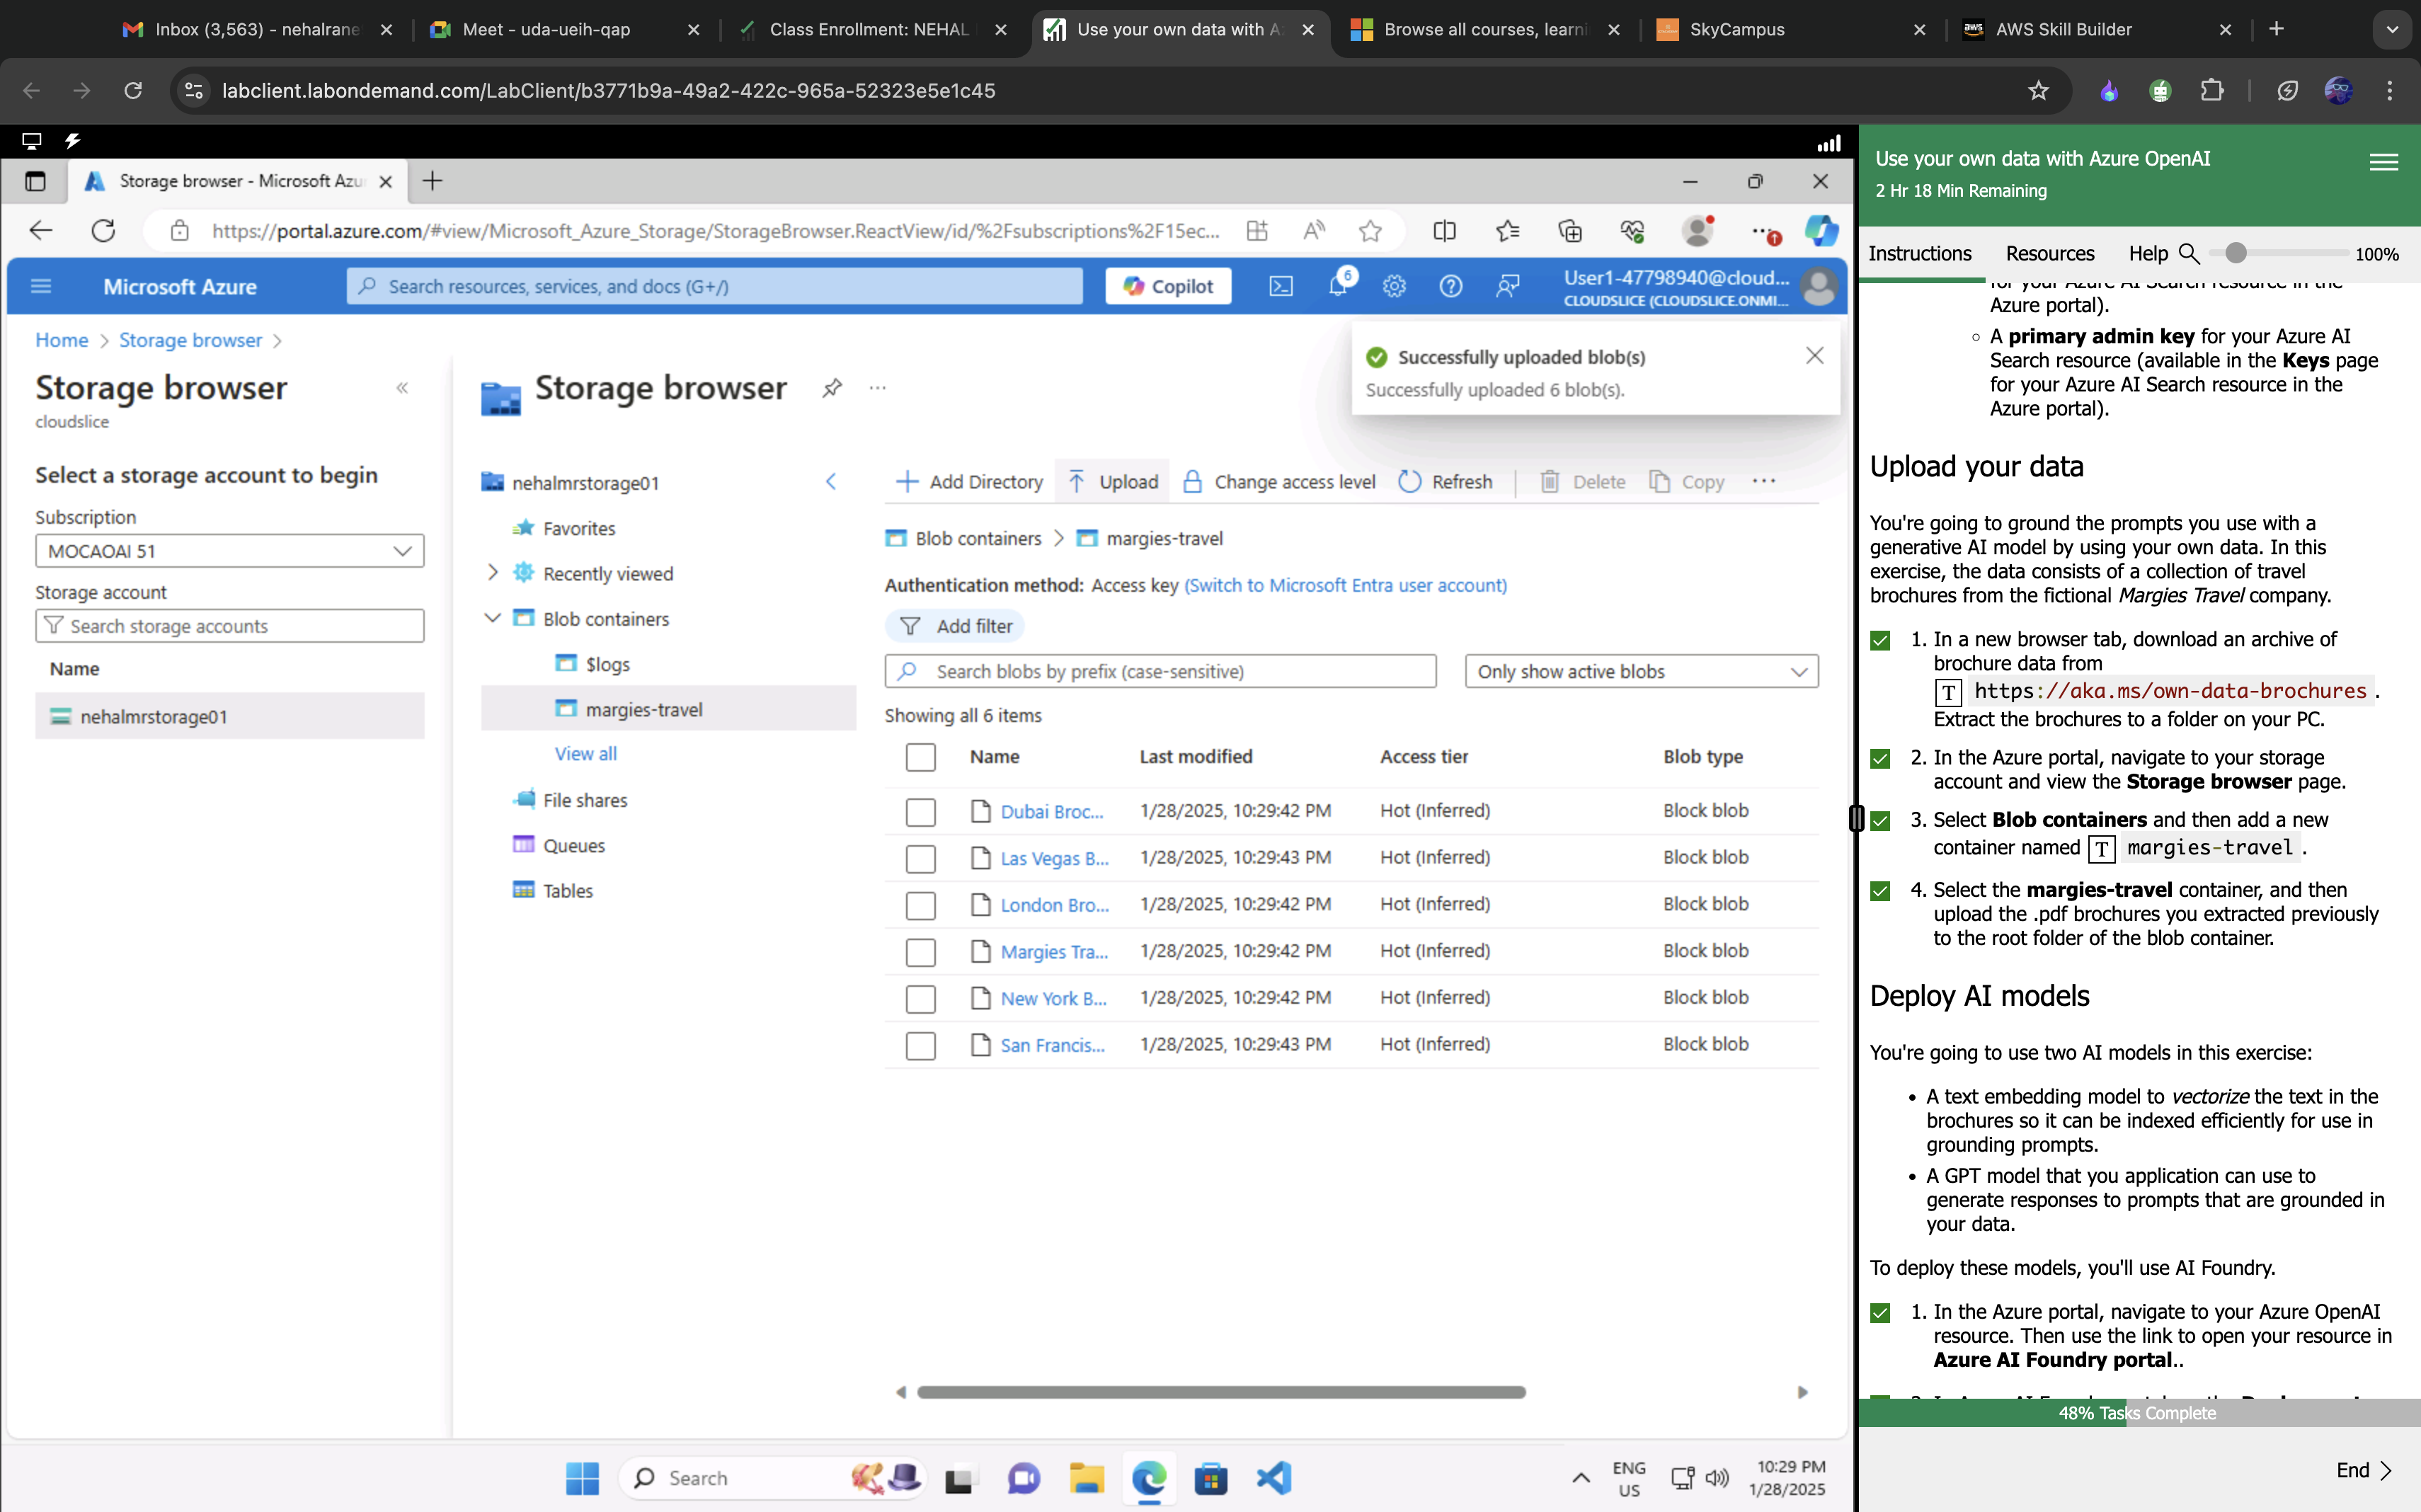 Inbox (3,563) - nehalrane
Meet - uda-ueih-qap
Class Enrollment: NEHAL
Use your own data with A
Browse all courses, learni
SkyCampus
aws
AWS Skill Builder
labclient.labondemand.com/LabClient/b3771b9a-49a2-422c-965a-52323e5e1c45
Storage browser - Microsoft Azu
https://portal.azure.com/#view/Microsoft_Azure_Storage/StorageBrowser.ReactView/id/%2Fsubscriptions%2F15ec...
Microsoft Azure
Search resources, services, and docs (G+/)
Copilot
6
User1-47798940@cloud...
CLOUDSLICE (CLOUDSLICE.ONMI...
Home > Storage browser >
Storage browser
cloudslice
Select a storage account to begin
Subscription
MOCAOAI 51
Storage account
Search storage accounts
Name
nehalmrstorage01
Storage browser
...
nehalmrstorage01
Favorites
Recently viewed
Blob containers
$logs
margies-travel
View all
File shares
Queues
Tables
Successfully uploaded blob(s)
Successfully uploaded 6 blob(s).
Add Directory
Upload
Change access level
Refresh
Delete
Copy
...
Blob containers > margies-travel
Authentication method: Access key (Switch to Microsoft Entra user account)
Add filter
Search blobs by prefix (case-sensitive)
Only show active blobs
Showing all 6 items
Name Last modified Access tier Blob type
Dubai Broc... 1/28/2025, 10:29:42 PM Hot (Inferred) Block blob
Las Vegas B... 1/28/2025, 10:29:43 PM Hot (Inferred) Block blob
London Bro... 1/28/2025, 10:29:42 PM Hot (Inferred) Block blob
Margies Tra... 1/28/2025, 10:29:42 PM Hot (Inferred) Block blob
New York B... 1/28/2025, 10:29:42 PM Hot (Inferred) Block blob
San Francis... 1/28/2025, 10:29:43 PM Hot (Inferred) Block blob
Search
ENG
US
10:29 PM
1/28/2025
Use your own data with Azure OpenAI
2 Hr 18 Min Remaining
Instructions Resources Help 100%
for your Azure AI Search resource in the
Azure portal).
A primary admin key for your Azure AI
Search resource (available in the Keys page
for your Azure AI Search resource in the
Azure portal).
Upload your data
You're going to ground the prompts you use with a
generative AI model by using your own data. In this
exercise, the data consists of a collection of travel
brochures from the fictional Margies Travel company.
1. In a new browser tab, download an archive of
brochure data from
T https://aka.ms/own-data-brochures .
Extract the brochures to a folder on your PC.
2. In the Azure portal, navigate to your storage
account and view the Storage browser page.
3. Select Blob containers and then add a new
container named T margies-travel .
4. Select the margies-travel container, and then
upload the .pdf brochures you extracted previously
to the root folder of the blob container.
Deploy AI models
You're going to use two AI models in this exercise:
• A text embedding model to vectorize the text in the
brochures so it can be indexed efficiently for use in
grounding prompts.
• A GPT model that you application can use to
generate responses to prompts that are grounded in
your data.
To deploy these models, you'll use AI Foundry.
1. In the Azure portal, navigate to your Azure OpenAI
resource. Then use the link to open your resource in
Azure AI Foundry portal..
48% Tasks Complete
End